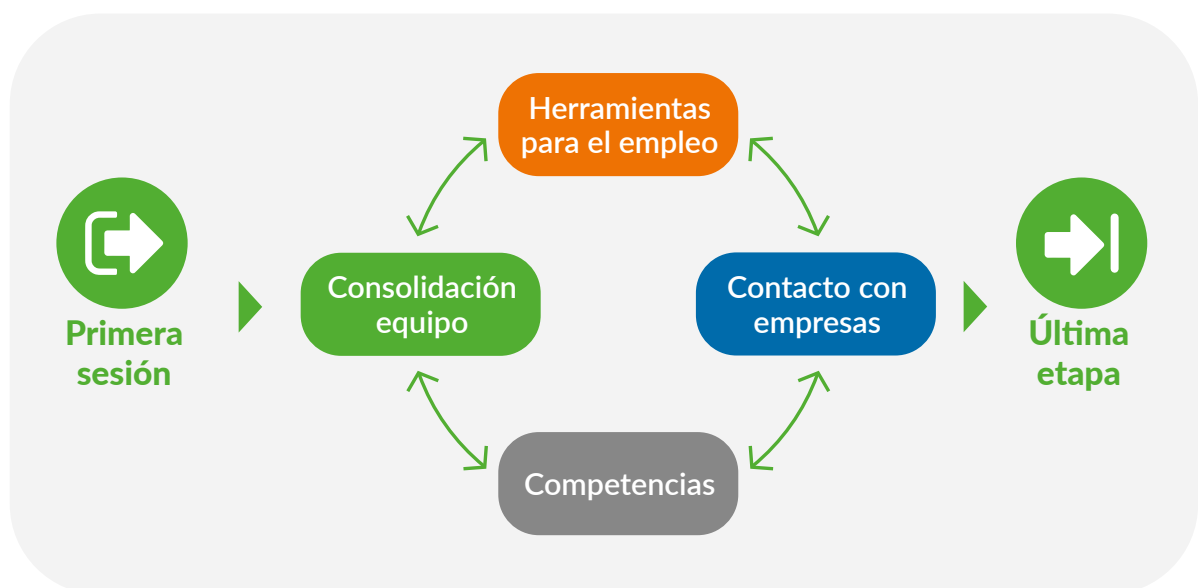 Primera
sesión
Herramientas
para el empleo
Consolidación
equipo
Contacto con
empresas
Competencias
Última
etapa